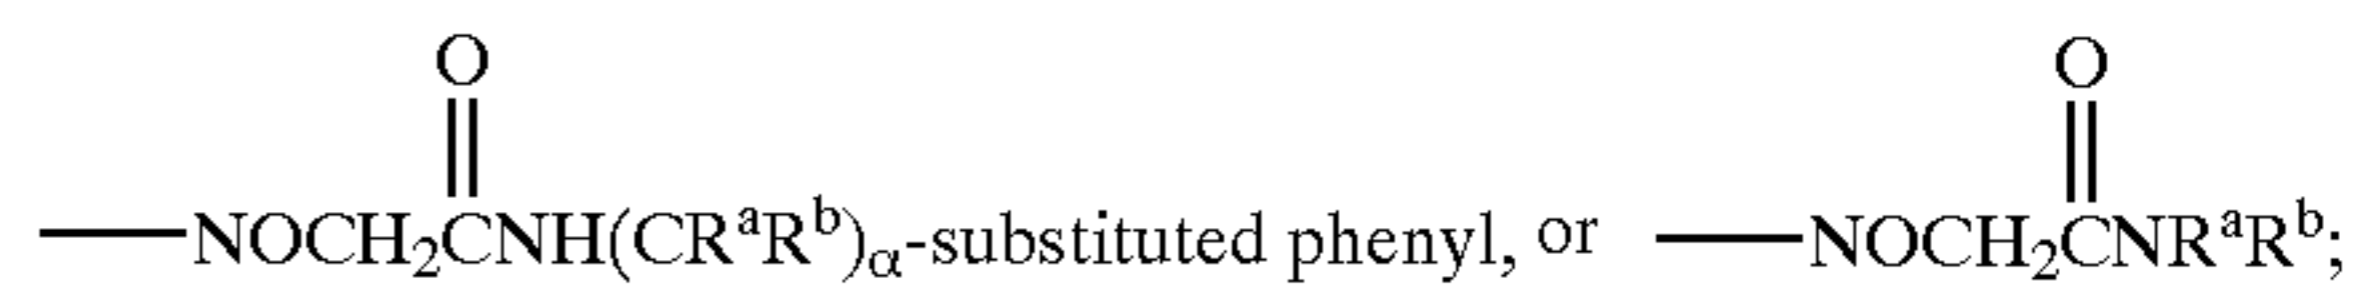 O O
—NOCH₂CNH(CRᵃRᵇ)α-substituted phenyl, or —NOCH₂CNRᵃRᵇ;